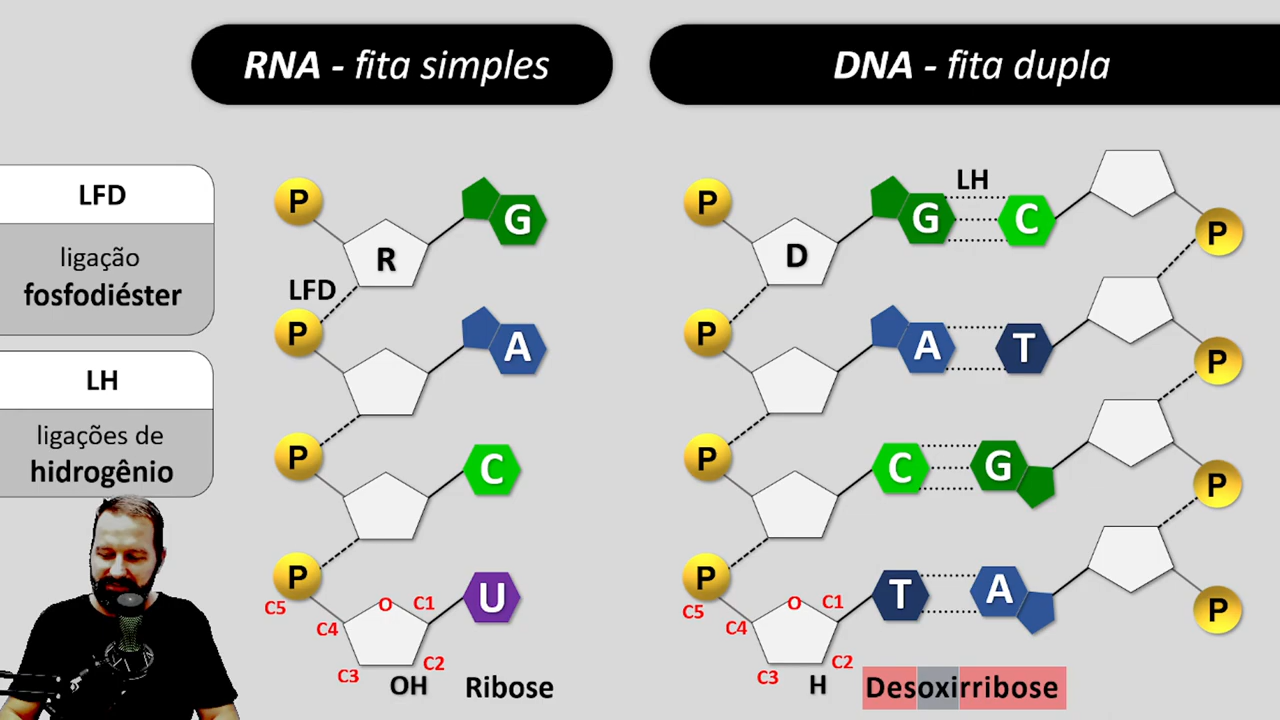 RNA - fita simples
DNA - fita dupla
LFD
ligação
fosfodiéster
LH
ligações de
hidrogênio
P
R
G
LFD
P
A
P
C
P
U
C5
C4
O
C1
C3
C2
OH
Ribose
P
D
G
LH
C
P
P
A
T
P
P
C
G
P
P
T
A
P
C5
C4
O
C1
C3
C2
H
Desoxirribose